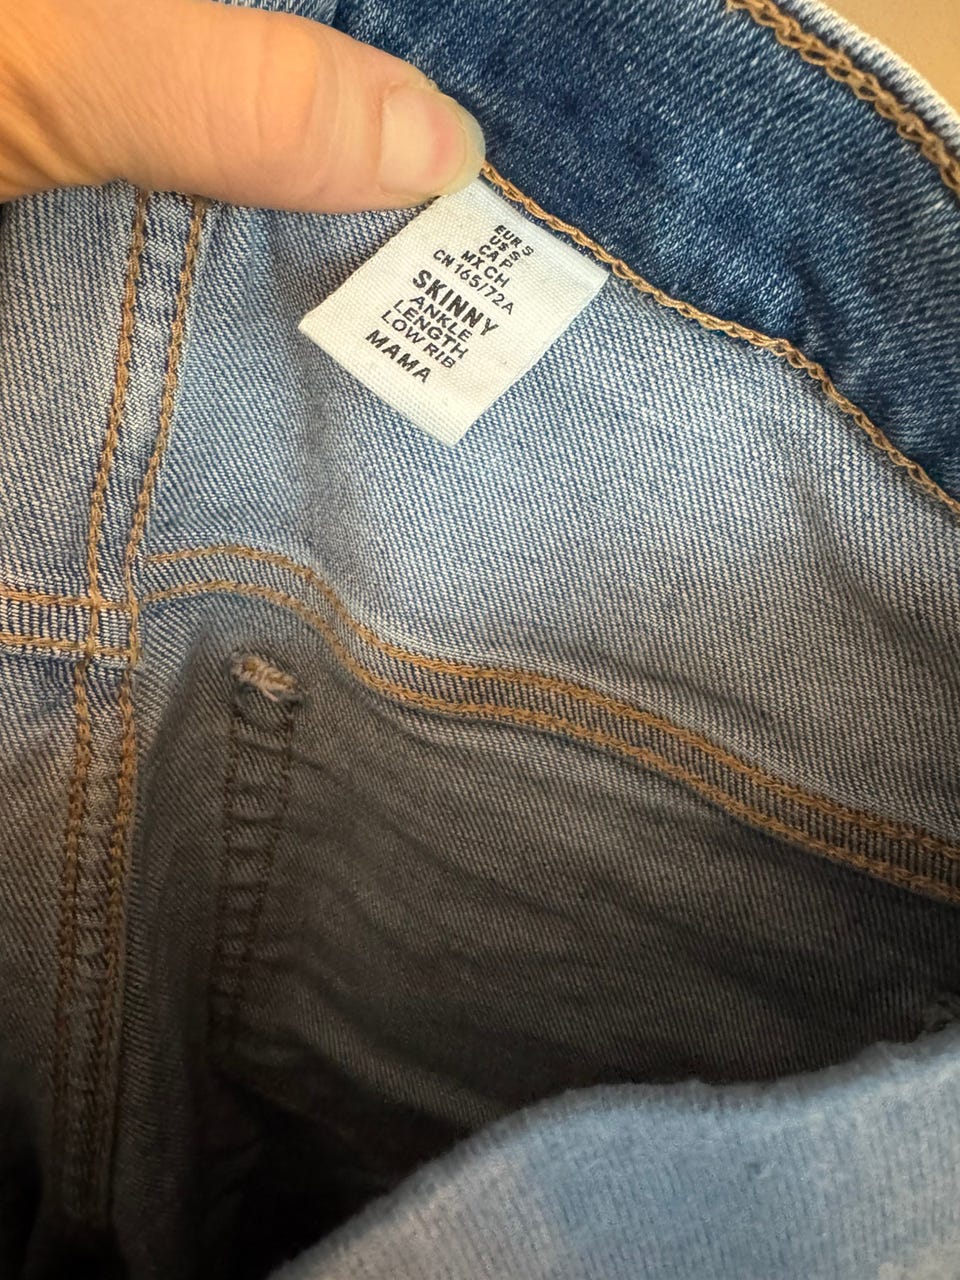 EUR S
US S
CA P
MX CH
CN 165/72A
SKINNY
ANKLE
LENGTH
LOW RIB
MAMA